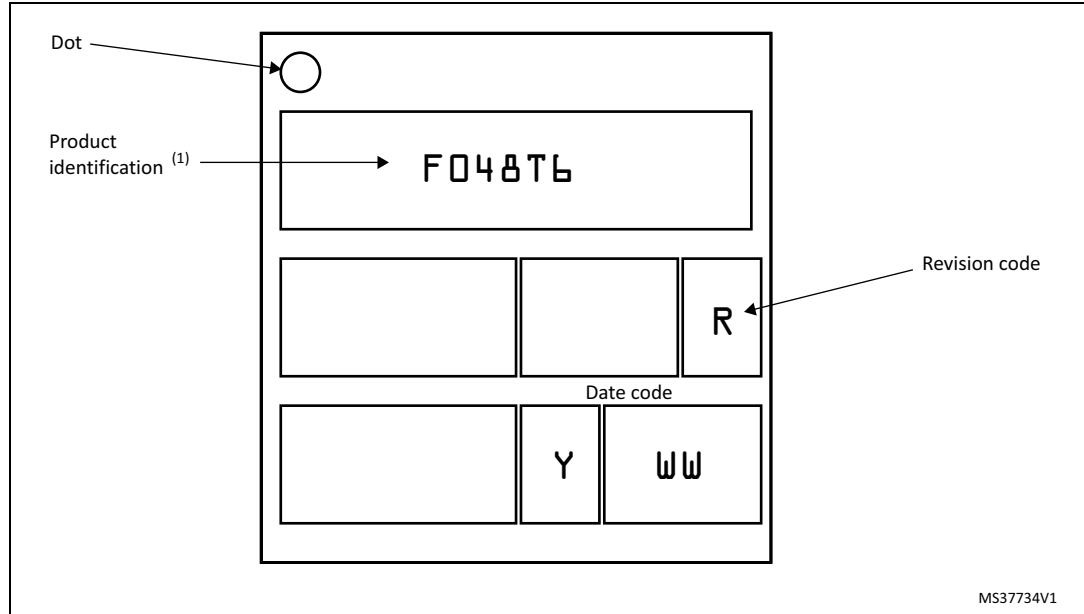 Dot
Product
identification (1)
F048T6
Revision code
R
Date code
Y WW
MS37734V1